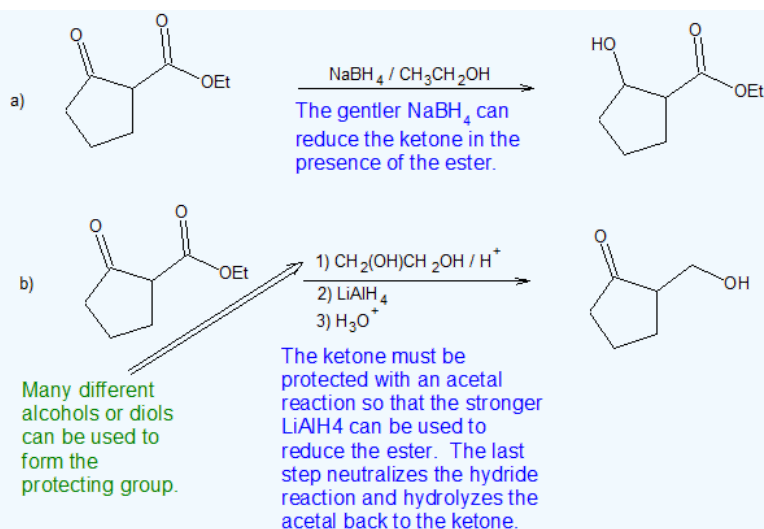 O
O
OEt
a)
NaBH4 / CH3CH2OH
The gentler NaBH4 can
reduce the ketone in the
presence of the ester.
HO
O
OEt
O
O
OEt
b)
1) CH2(OH)CH 2OH / H+
2) LiAlH4
3) H3O+
O
OH
The ketone must be
protected with an acetal
reaction so that the stronger
LiAlH4 can be used to
reduce the ester. The last
step neutralizes the hydride
reaction and hydrolyzes the
acetal back to the ketone.
Many different
alcohols or diols
can be used to
form the
protecting group.